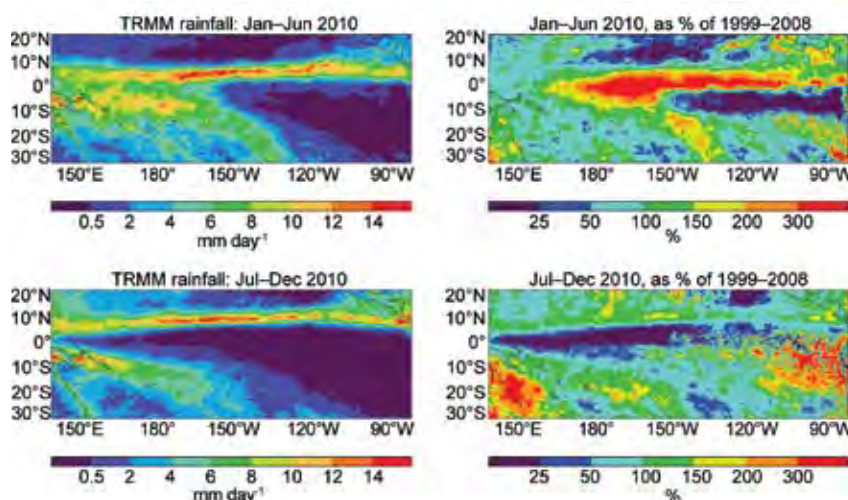 TRMM rainfall: Jan–Jun 2010
20°N
10°N
0°
10°S
20°S
30°S
150°E 180° 150°W 120°W 90°W
0.5 2 4 6 8 10 12 14
mm day-1
Jan–Jun 2010, as % of 1999–2008
20°N
10°N
0°
10°S
20°S
30°S
150°E 180° 150°W 120°W 90°W
25 50 100 150 200 300
%
TRMM rainfall: Jul–Dec 2010
20°N
10°N
0°
10°S
20°S
30°S
150°E 180° 150°W 120°W 90°W
0.5 2 4 6 8 10 12 14
mm day-1
Jul–Dec 2010, as % of 1999–2008
20°N
10°N
0°
10°S
20°S
30°S
150°E 180° 150°W 120°W 90°W
25 50 100 150 200 300
%